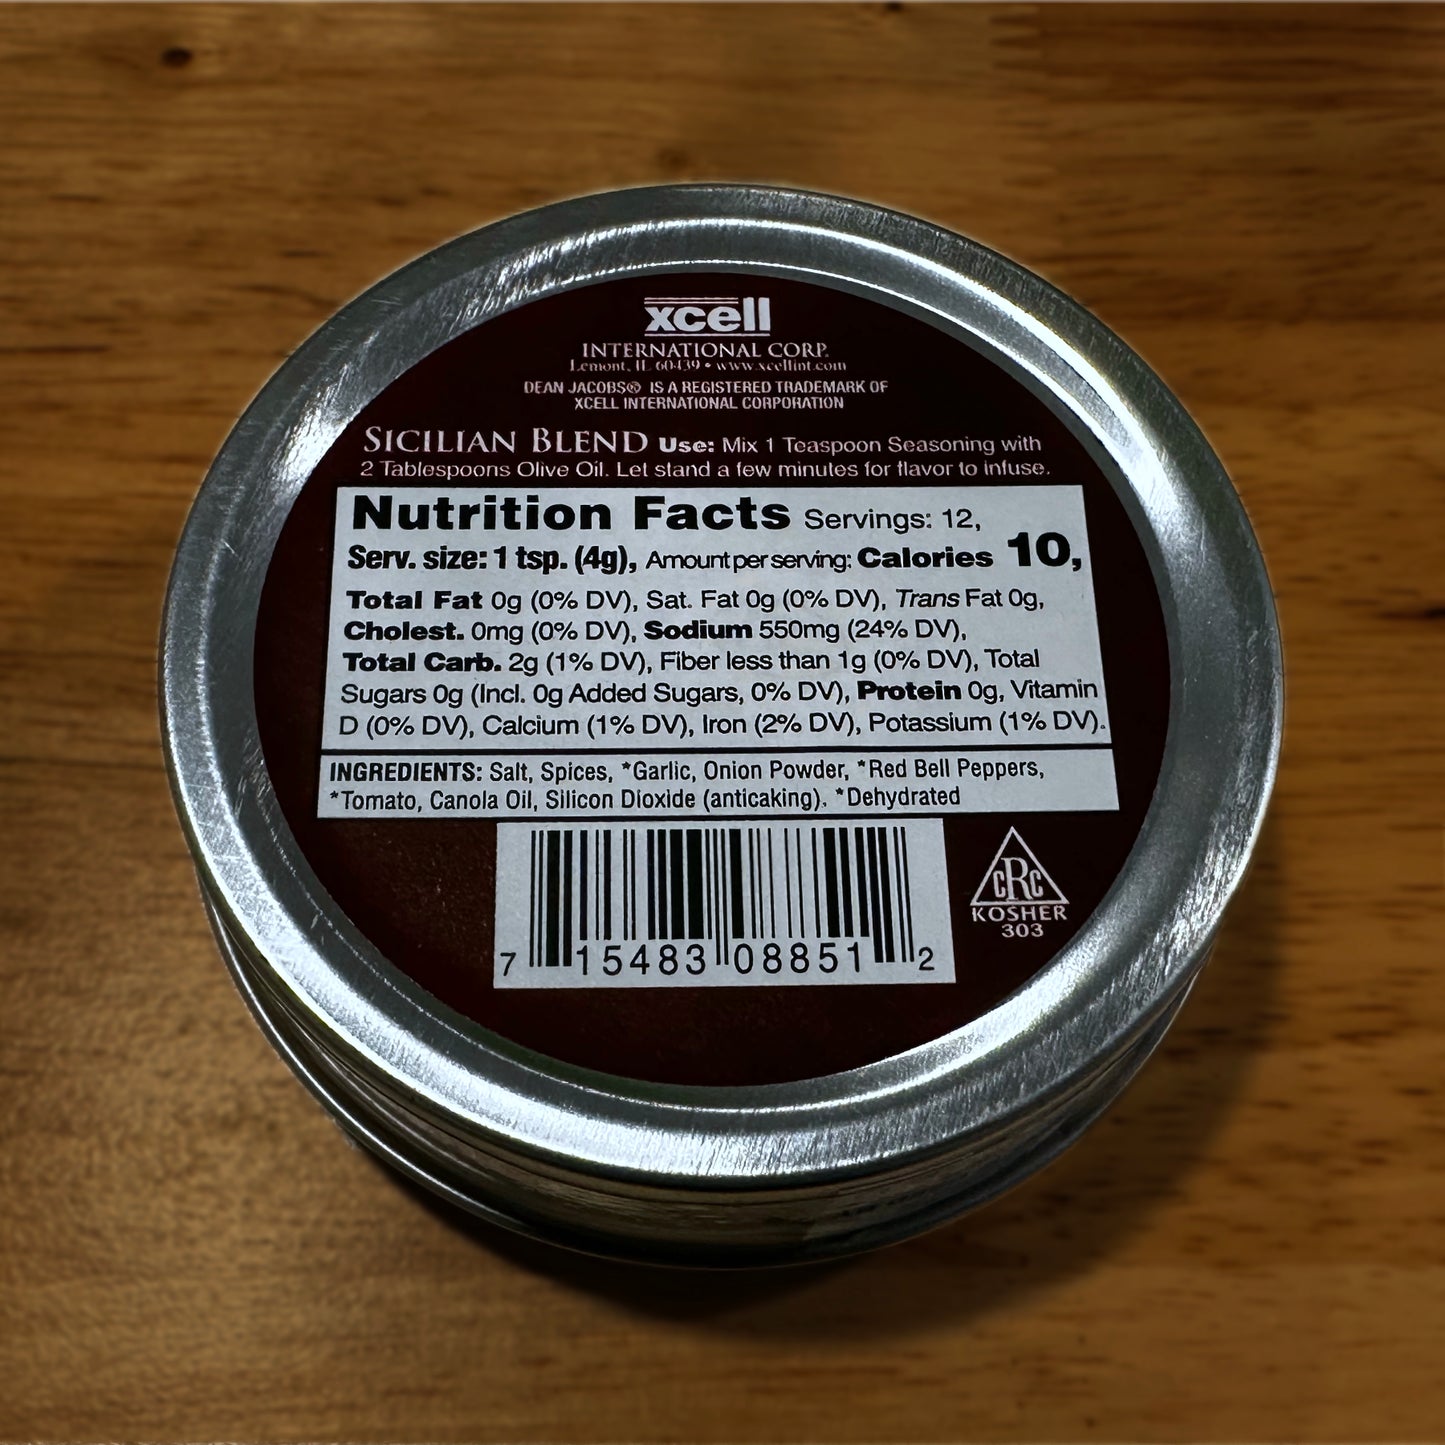 xcell
INTERNATIONAL CORP.
Lemont, IL 60439 • www.xcellint.com
DEAN JACOBS® IS A REGISTERED TRADEMARK OF
XCELL INTERNATIONAL CORPORATION
SICILIAN BLEND Use: Mix 1 Teaspoon Seasoning with
2 Tablespoons Olive Oil. Let stand a few minutes for flavor to infuse.
Nutrition Facts Servings: 12,
Serv. size: 1 tsp. (4g), Amount per serving: Calories 10,
Total Fat 0g (0% DV), Sat. Fat 0g (0% DV), Trans Fat 0g,
Cholest. 0mg (0% DV), Sodium 550mg (24% DV),
Total Carb. 2g (1% DV), Fiber less than 1g (0% DV), Total
Sugars 0g (Incl. 0g Added Sugars, 0% DV), Protein 0g, Vitamin
D (0% DV), Calcium (1% DV), Iron (2% DV), Potassium (1% DV).
INGREDIENTS: Salt, Spices, *Garlic, Onion Powder, *Red Bell Peppers,
*Tomato, Canola Oil, Silicon Dioxide (anticaking). *Dehydrated
7 15483 08851 2
cRc
KOSHER
303